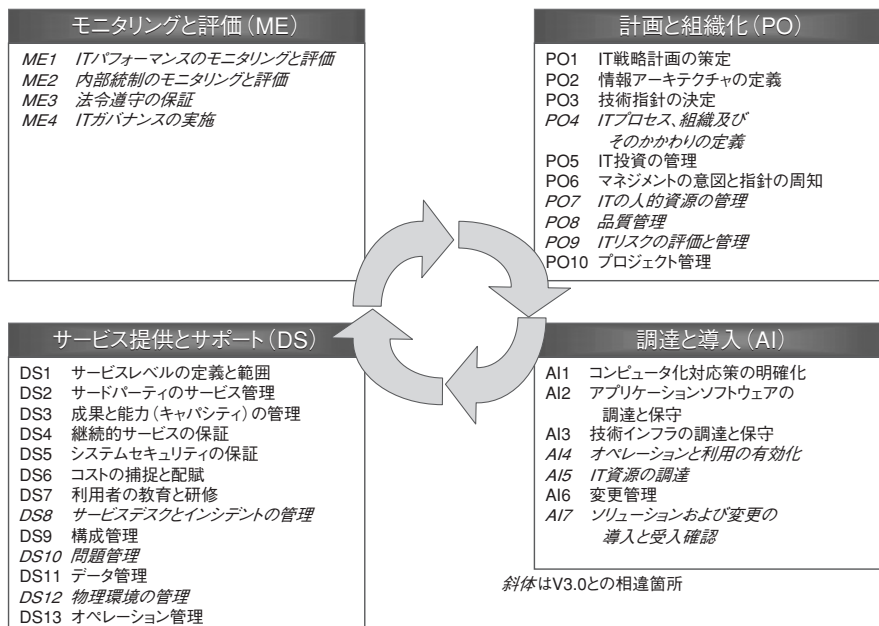 モニタリングと評価(ME)
ME1 ITパフォーマンスのモニタリングと評価
ME2 内部統制のモニタリングと評価
ME3 法令遵守の保証
ME4 ITガバナンスの実施
計画と組織化(PO)
PO1 IT戦略計画の策定
PO2 情報アーキテクチャの定義
PO3 技術指針の決定
PO4 ITプロセス、組織及び
そのかかわりの定義
PO5 IT投資の管理
PO6 マネジメントの意図と指針の周知
PO7 ITの人的資源の管理
PO8 品質管理
PO9 ITリスクの評価と管理
PO10 プロジェクト管理
サービス提供とサポート(DS)
DS1 サービスレベルの定義と範囲
DS2 サードパーティのサービス管理
DS3 成果と能力(キャパシティ)の管理
DS4 継続的サービスの保証
DS5 システムセキュリティの保証
DS6 コストの捕捉と配賦
DS7 利用者の教育と研修
DS8 サービスデスクとインシデントの管理
DS9 構成管理
DS10 問題管理
DS11 データ管理
DS12 物理環境の管理
DS13 オペレーション管理
調達と導入(AI)
AI1 コンピュータ化対応策の明確化
AI2 アプリケーションソフトウェアの
調達と保守
AI3 技術インフラの調達と保守
AI4 オペレーションと利用の有効化
AI5 IT資源の調達
AI6 変更管理
AI7 ソリューションおよび変更の
導入と受入確認
斜体はV3.0との相違箇所